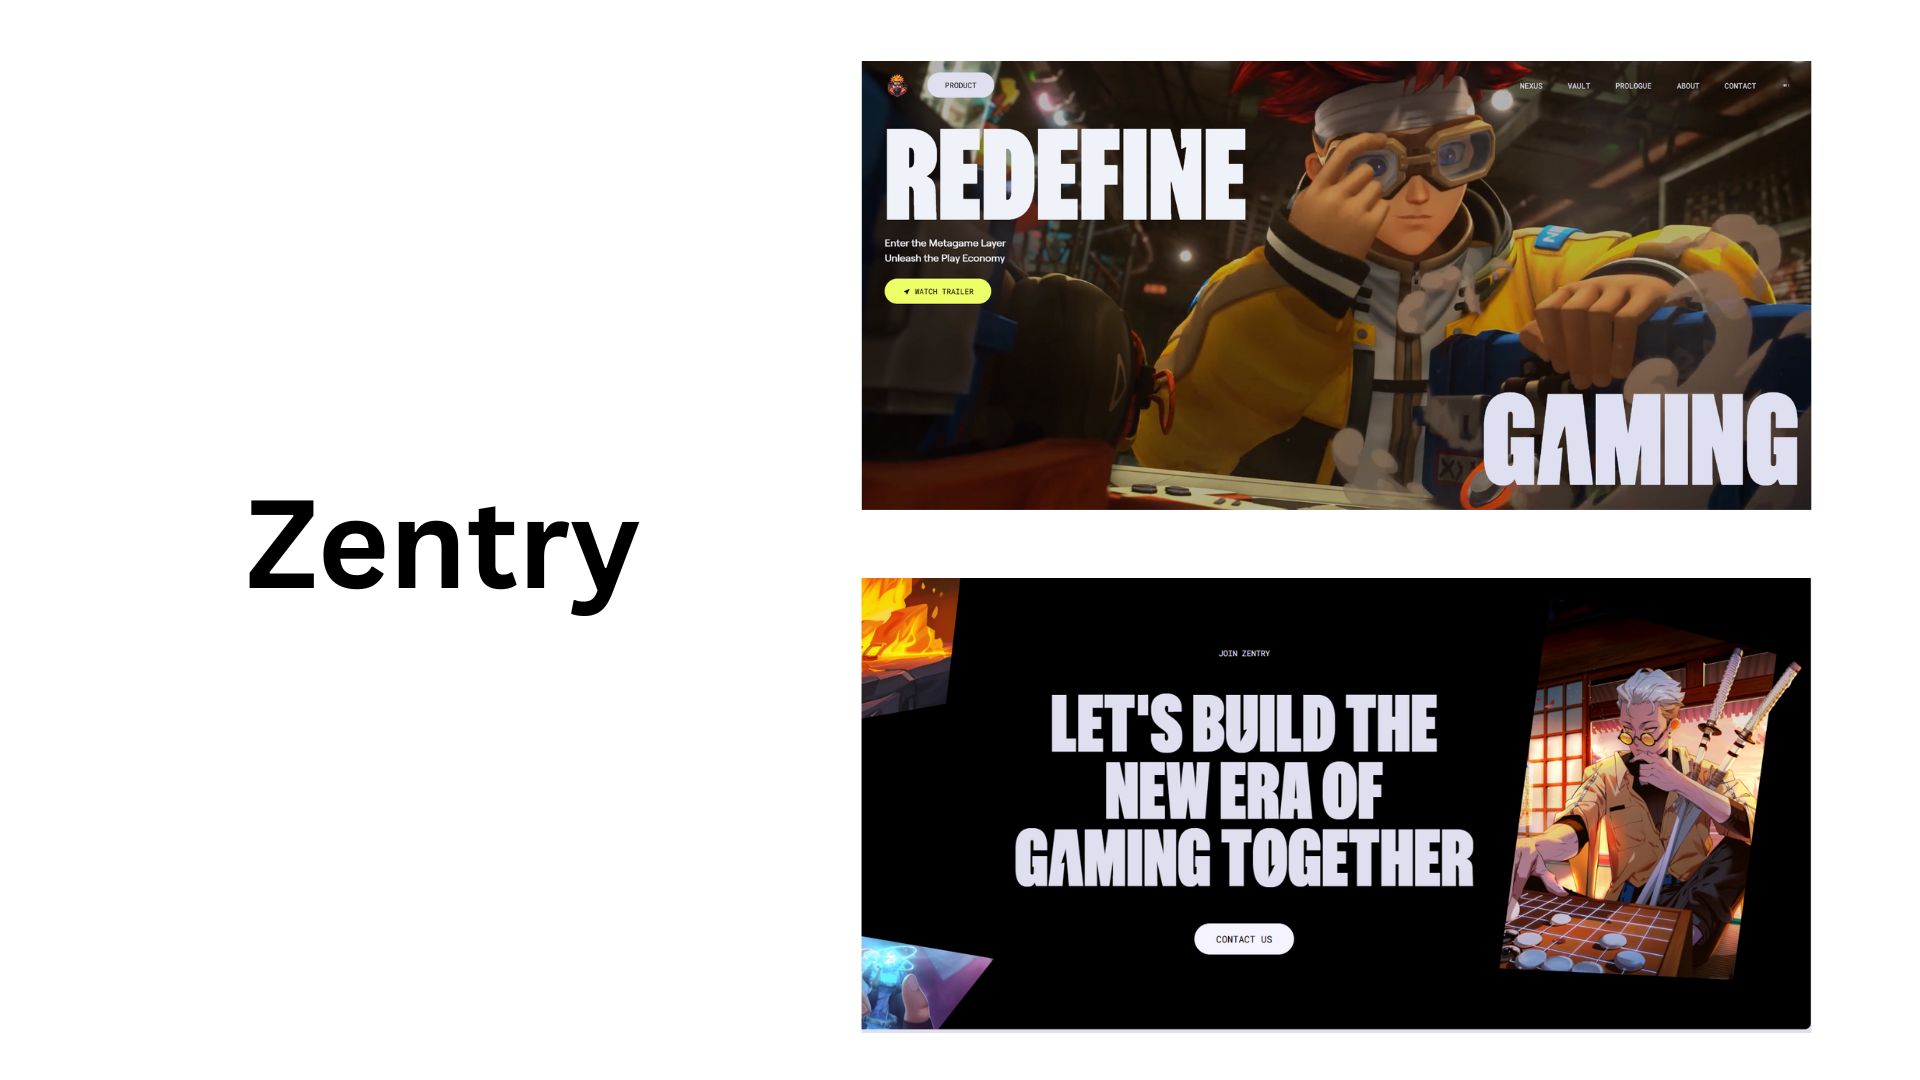 Zentry
PRODUCT
NEXUS VAULT PROLOGUE ABOUT CONTACT
REDEFINE
Enter the Metagame Layer
Unleash the Play Economy
WATCH TRAILER
GAMING
JOIN ZENTRY
LET'S BUILD THE
NEW ERA OF
GAMING TOGETHER
CONTACT US